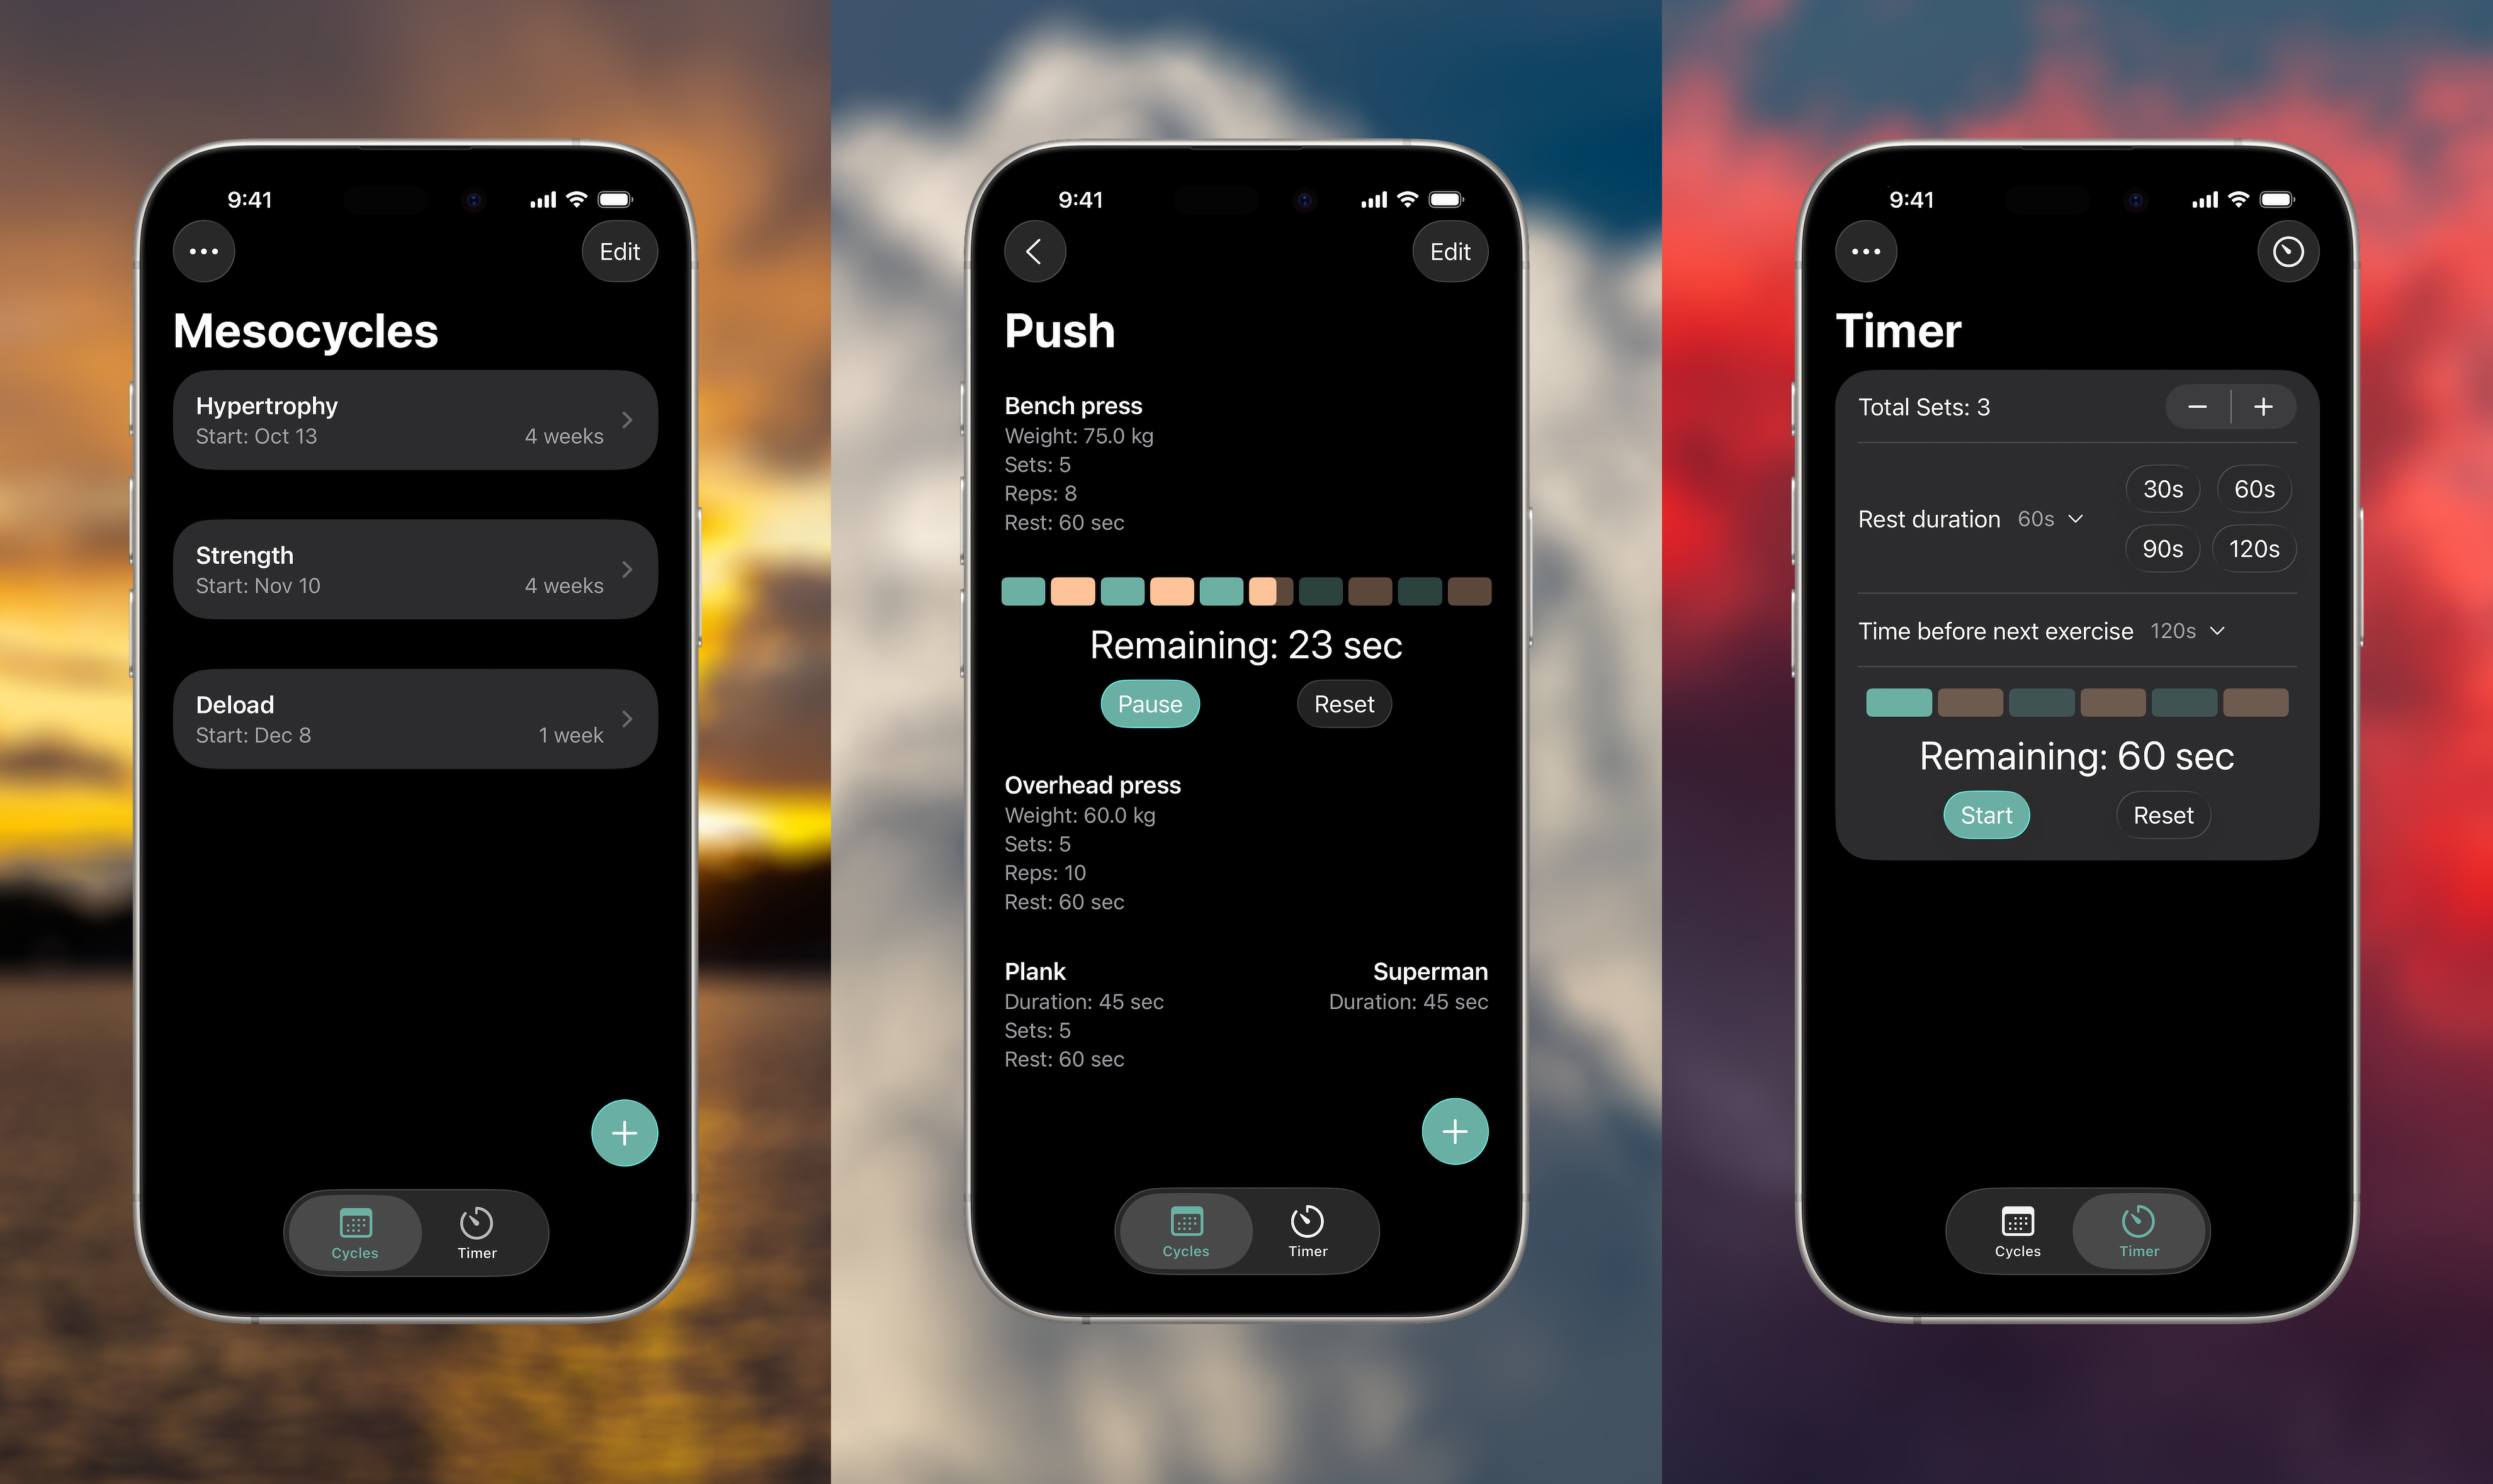 9:41
Edit
Mesocycles
Hypertrophy
Start: Oct 13 4 weeks
Strength
Start: Nov 10 4 weeks
Deload
Start: Dec 8 1 week
Cycles Timer
9:41
Edit
Push
Bench press
Weight: 75.0 kg
Sets: 5
Reps: 8
Rest: 60 sec
Remaining: 23 sec
Pause Reset
Overhead press
Weight: 60.0 kg
Sets: 5
Reps: 10
Rest: 60 sec
Plank Superman
Duration: 45 sec Duration: 45 sec
Sets: 5
Rest: 60 sec
Cycles Timer
9:41
Timer
Total Sets: 3
30s 60s
Rest duration 60s
90s 120s
Time before next exercise 120s
Remaining: 60 sec
Start Reset
Cycles Timer